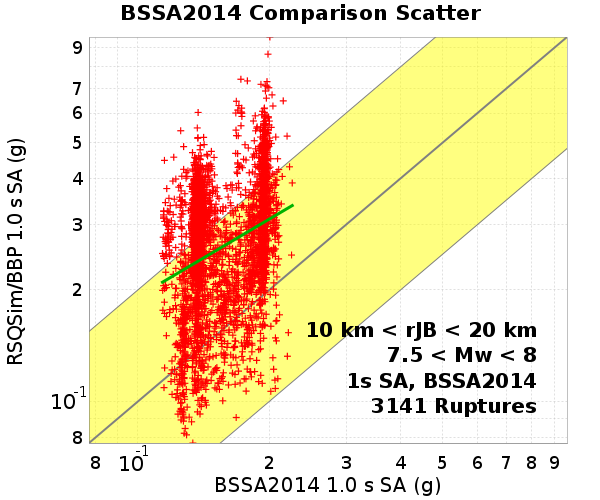 BSSA2014 Comparison Scatter
RSQSim/BBP 1.0 s SA (g)
9
7
6
5
4
3
2
10-1
8
10 km < rJB < 20 km
7.5 < Mw < 8
1s SA, BSSA2014
3141 Ruptures
8 10-1 2 3 4 5 6 7 8 9
BSSA2014 1.0 s SA (g)